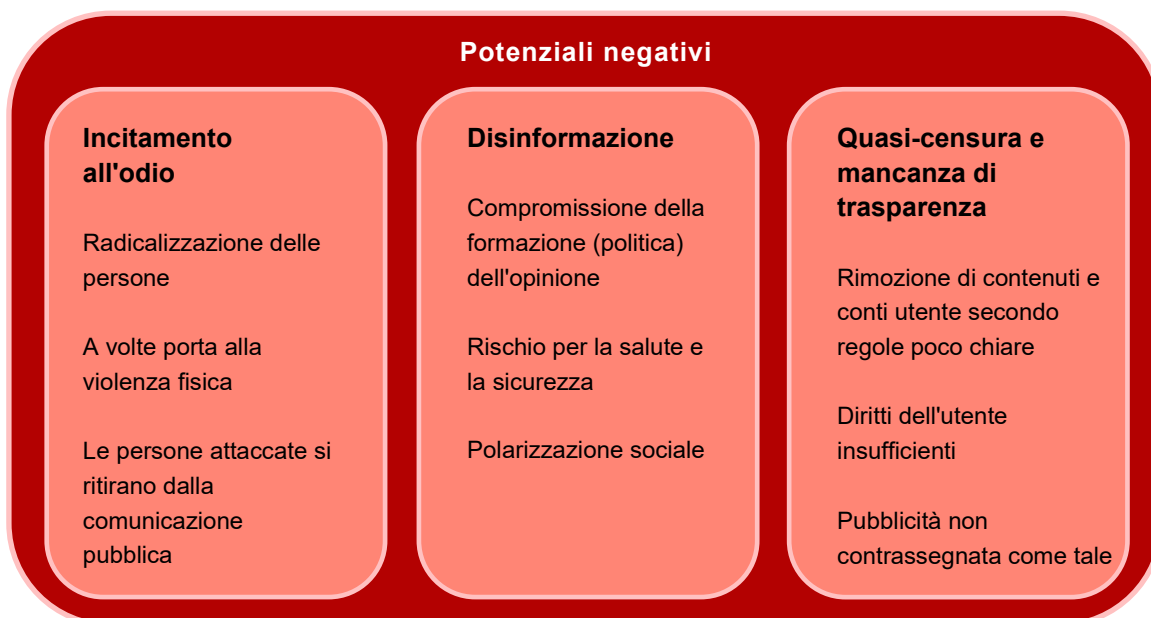 Potenziali negativi
Incitamento
all'odio
Radicalizzazione delle
persone
A volte porta alla
violenza fisica
Le persone attaccate si
ritirano dalla
comunicazione
pubblica
Disinformazione
Compromissione della
formazione (politica)
dell'opinione
Rischio per la salute e
la sicurezza
Polarizzazione sociale
Quasi-censura e
mancanza di
trasparenza
Rimozione di contenuti e
conti utente secondo
regole poco chiare
Diritti dell'utente
insufficienti
Pubblicità non
contrassegnata come tale